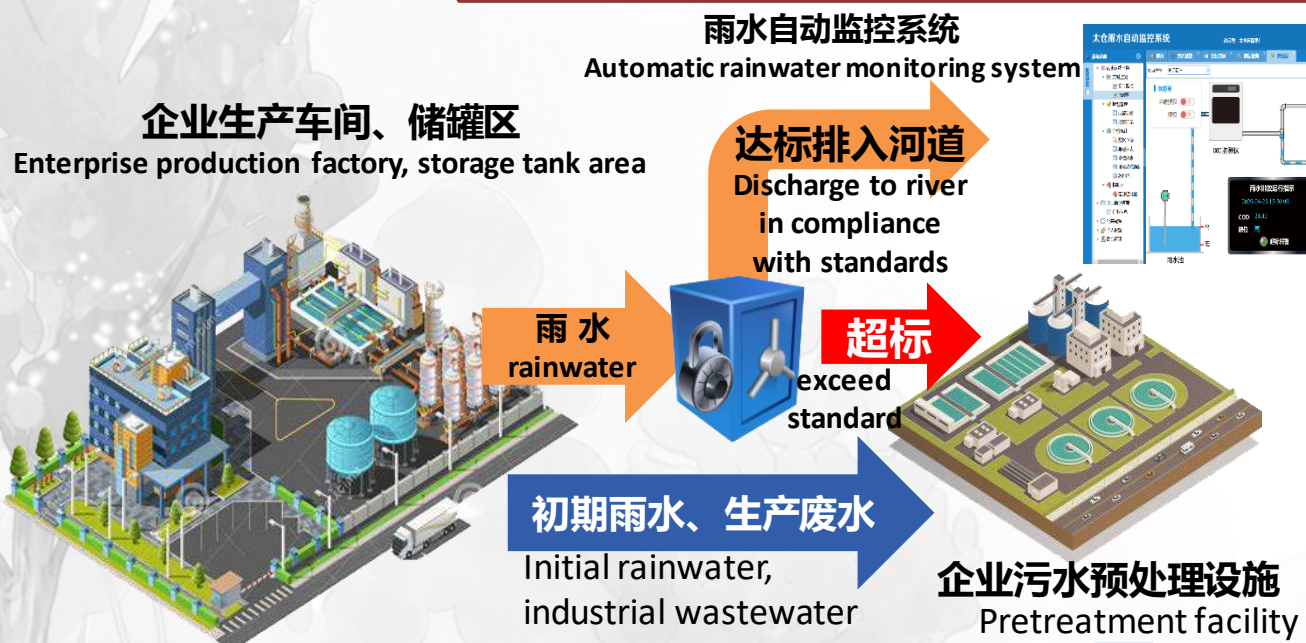 雨水自动监控系统
Automatic rainwater monitoring system
企业生产车间、储罐区
Enterprise production factory, storage tank area
达标排入河道
Discharge to river
in compliance
with standards
雨 水
rainwater
超标
exceed
standard
初期雨水、生产废水
Initial rainwater,
industrial wastewater
企业污水预处理设施
Pretreatment facility
太仓雨水自动监控系统
COD
雨水池